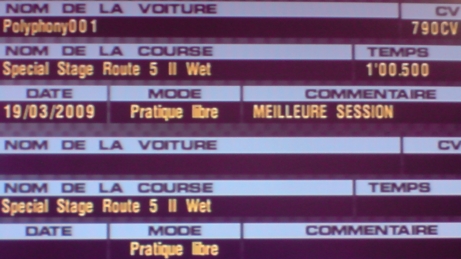 NOM DE LA VOITURE CV
Polyphony001 790CV
NOM DE LA COURSE TEMPS
Special Stage Route 5 II Wet 1'00.500
DATE MODE COMMENTAIRE
19/03/2009 Pratique libre MEILLEURE SESSION
NOM DE LA VOITURE CV
NOM DE LA COURSE TEMPS
Special Stage Route 5 II Wet
DATE MODE COMMENTAIRE
Pratique libre